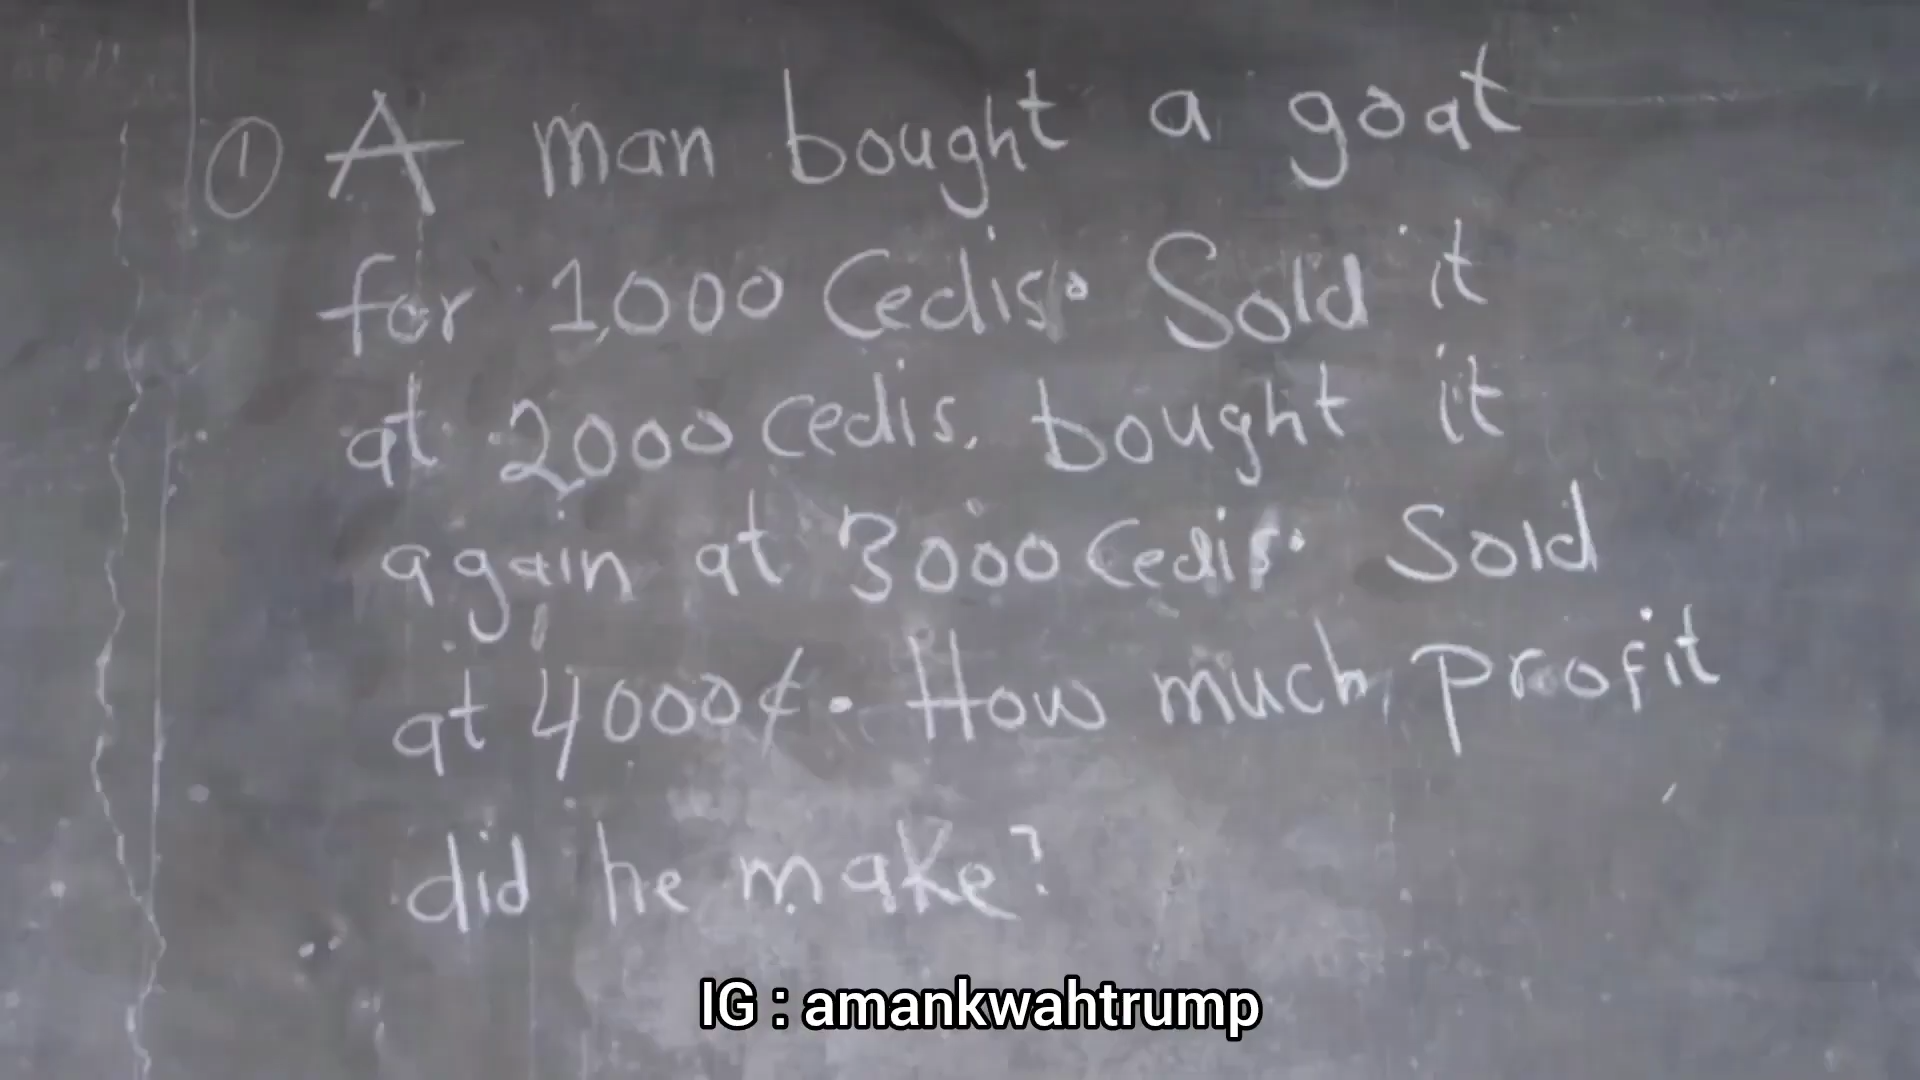 ① A man bought a goat
for 1,000 Cedis. Sold it
at 2000 cedis. bought it
again at 3000 Cedis. Sold
at 4000¢. How much profit
did he make?
IG : amankwahtrump